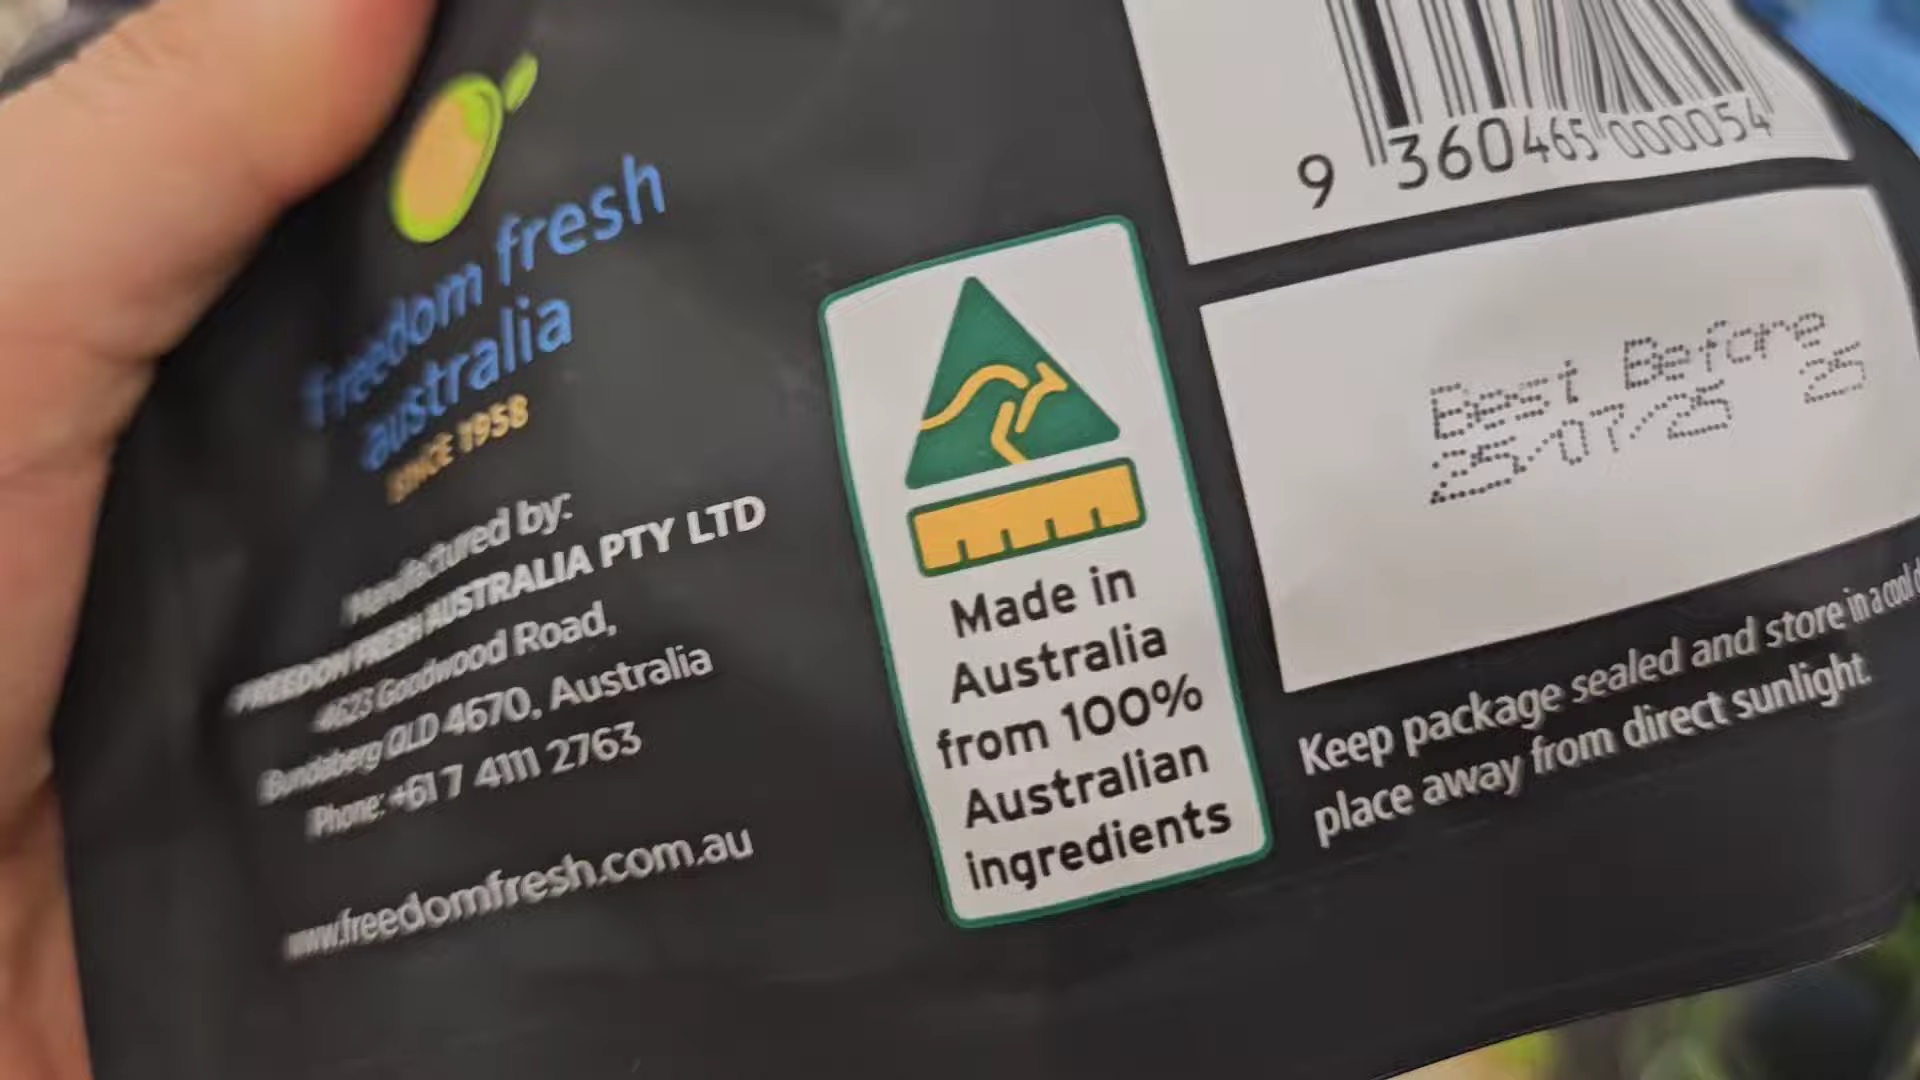 freedom fresh
australia
SINCE 1958
Manufactured by:
FREEDOM FRESH AUSTRALIA PTY LTD
4623 Goodwood Road,
Bundaberg QLD 4670, Australia
Phone: +61 7 4111 2763
www.freedomfresh.com.au
Made in
Australia
from 100%
Australian
ingredients
9 360465 000054
Best Before
25/07/25 25
Keep package sealed and store in a cool
place away from direct sunlight.